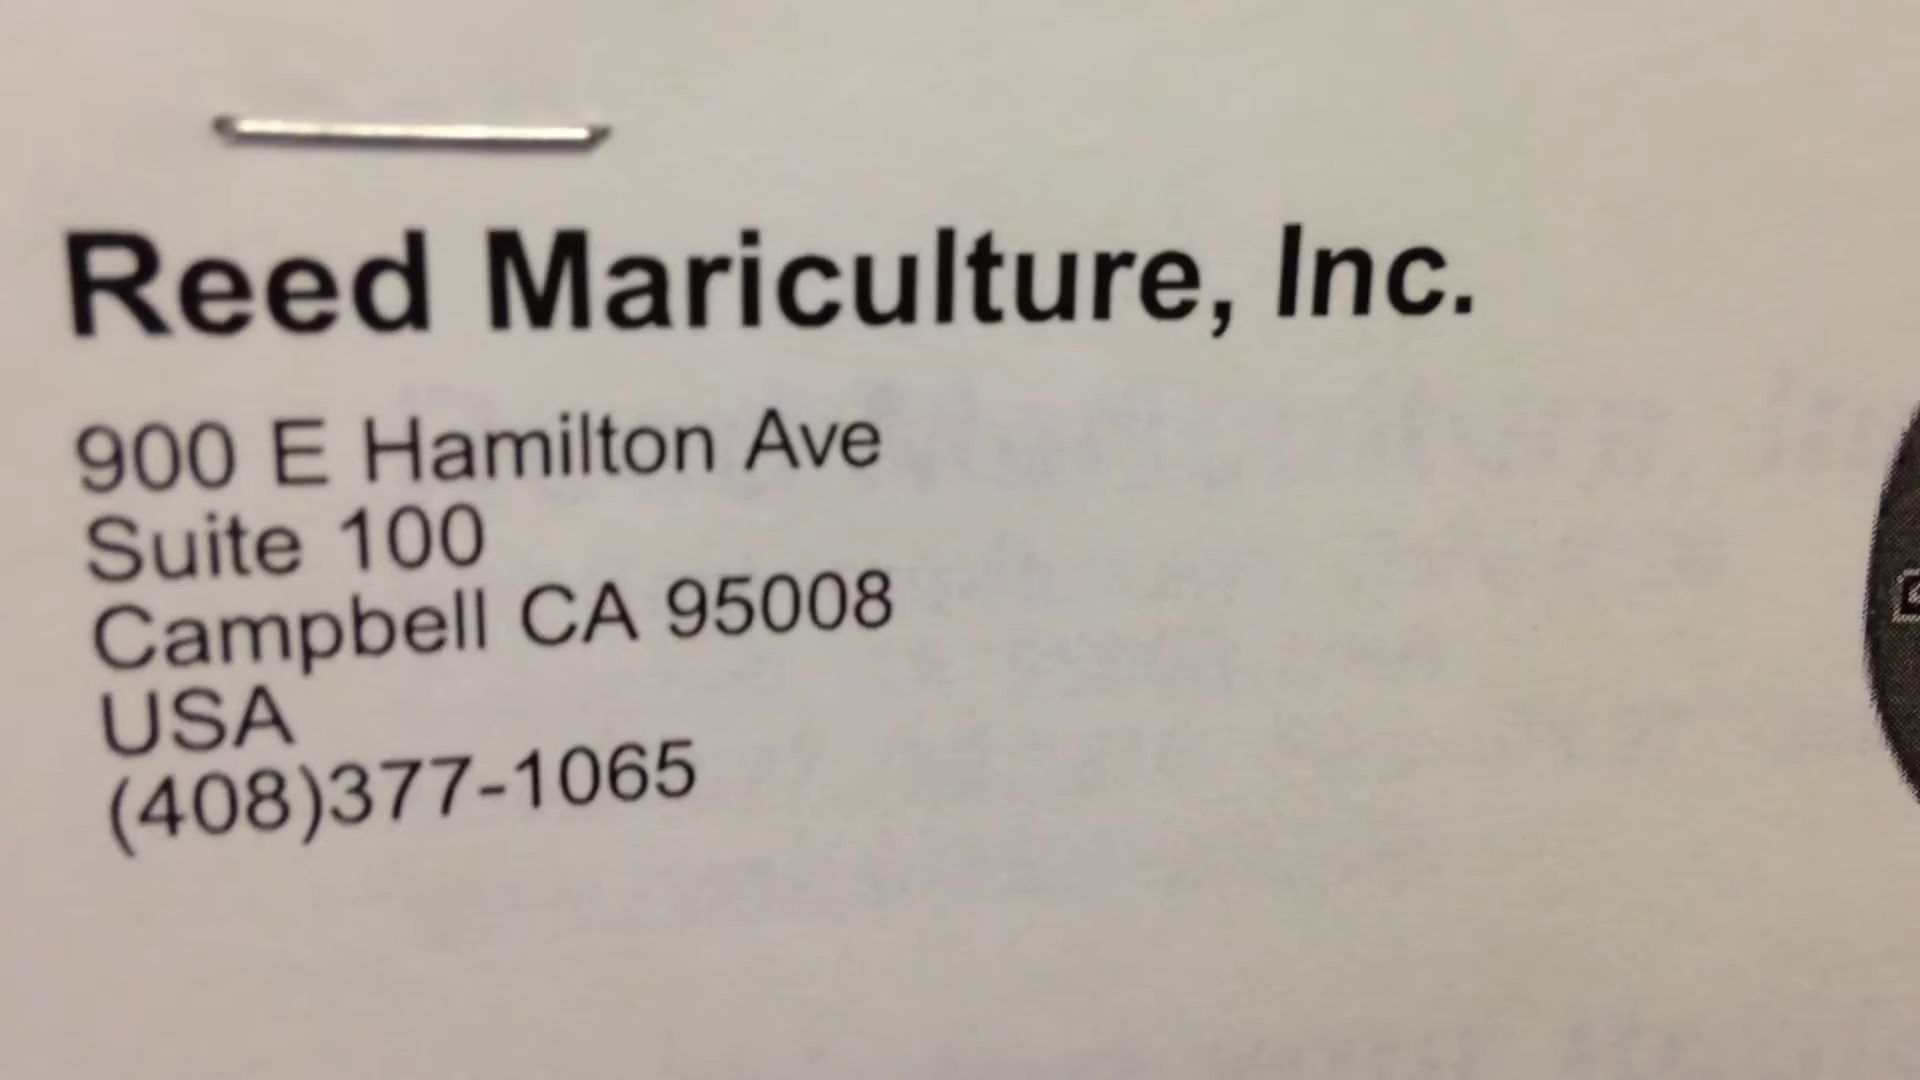 Reed Mariculture, Inc.
900 E Hamilton Ave
Suite 100
Campbell CA 95008
USA
(408)377-1065